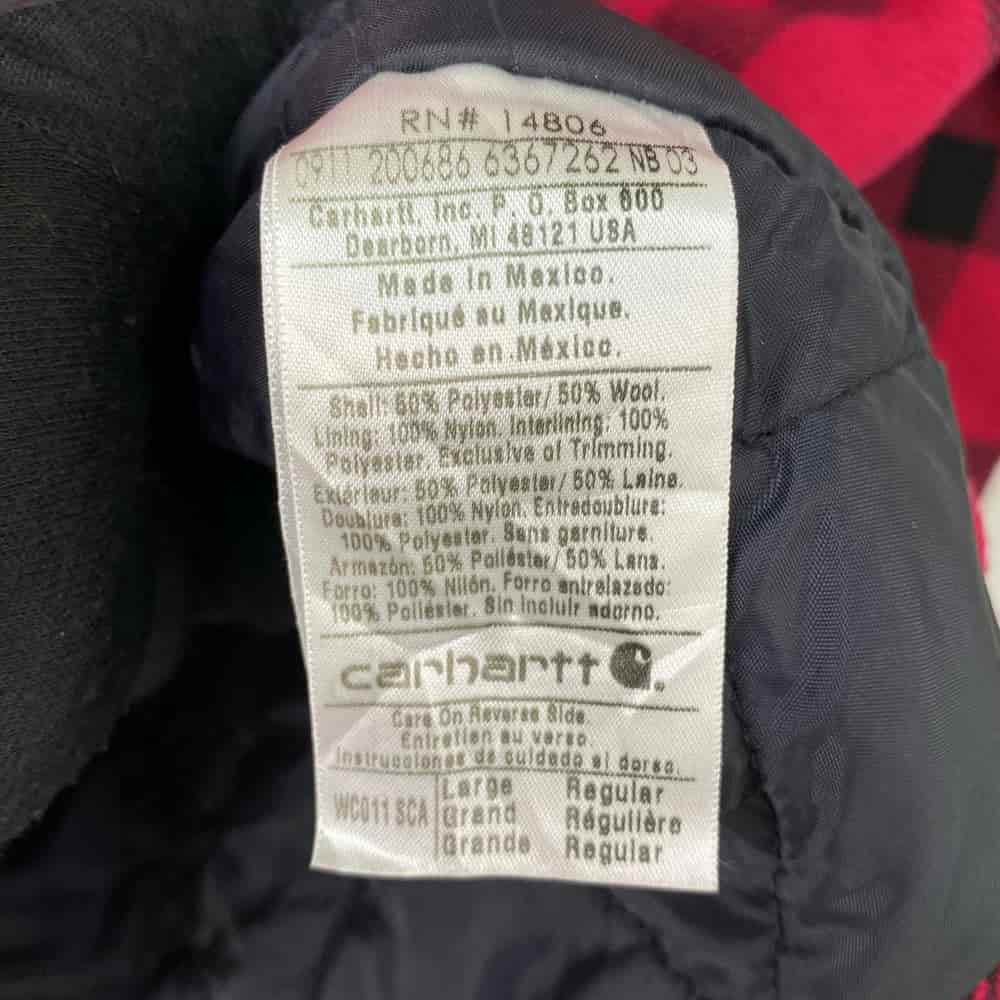 RN# 14806
0911 200686 6367262 NB 03
Carhartt, Inc. P. O. Box 600
Dearborn, MI 48121 USA
Made in Mexico.
Fabriqué au Mexique.
Hecho en México.
Shell: 50% Polyester/ 50% Wool.
Lining: 100% Nylon. Interlining: 100%
Polyester. Exclusive of Trimming.
Extérieur: 50% Polyester/ 50% Laine.
Doublure: 100% Nylon. Entredoublure:
100% Polyester. Sans garniture.
Armazón: 50% Poliéster/ 50% Lana.
Forro: 100% Nilón. Forro entrelazado:
100% Poliéster. Sin incluir adorno.
carhartt
Care On Reverse Side.
Entretien au verso.
Instrucciones de cuidado al dorso.
WC011 SCA
Large Regular
Grand Régulière
Grande Regular